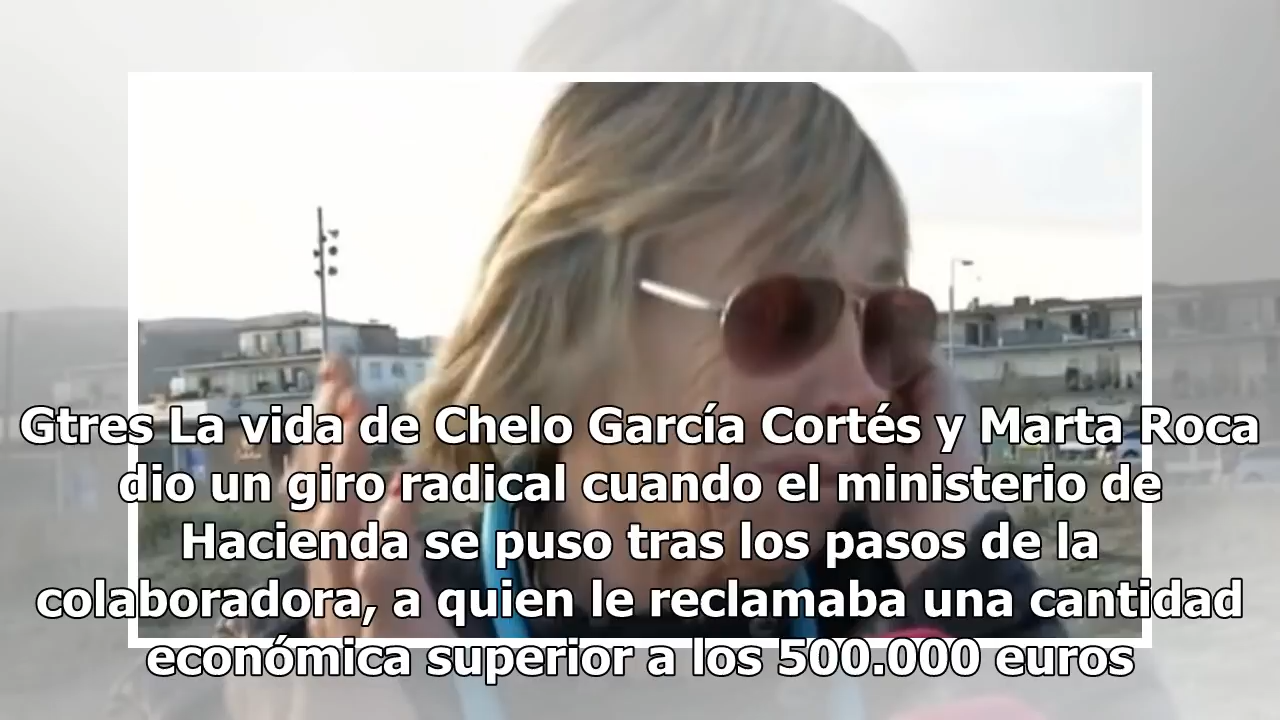 Gtres La vida de Chelo García Cortés y Marta Roca
dio un giro radical cuando el ministerio de
Hacienda se puso tras los pasos de la
colaboradora, a quien le reclamaba una cantidad
económica superior a los 500.000 euros